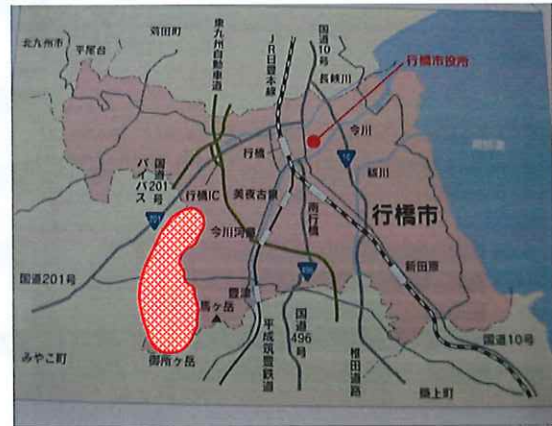 北九州市
平尾台
苅田町
東九州自動車道
JR日豊本線
国道10号
長峡川
行橋市役所
今川
祓川
周防灘
行橋
10
国道201号バイパス
行橋IC
美夜古泉
南行橋
行橋市
201
今川河童
新田原
国道201号
豊津
496
馬ヶ岳
御所ヶ岳
みやこ町
平成筑豊鉄道
国道496号
椎田道路
国道10号
築上町